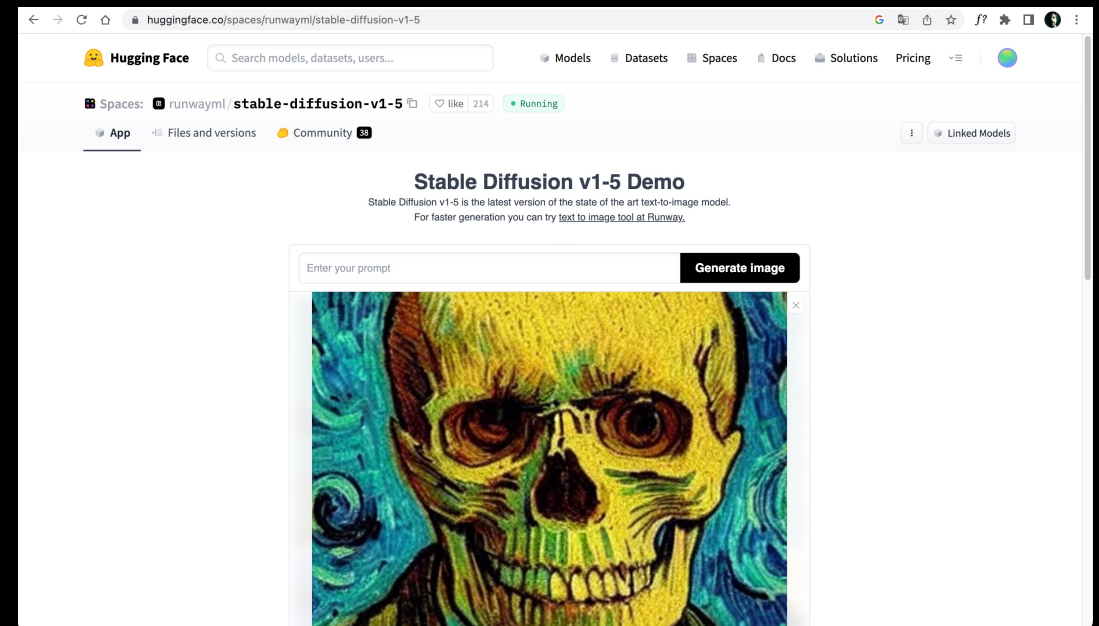 huggingface.co/spaces/runwayml/stable-diffusion-v1-5
Hugging Face
Search models, datasets, users...
Models
Datasets
Spaces
Docs
Solutions
Pricing
Spaces: runwayml/stable-diffusion-v1-5
like 214
Running
App
Files and versions
Community 38
Linked Models
Stable Diffusion v1-5 Demo
Stable Diffusion v1-5 is the latest version of the state of the art text-to-image model.
For faster generation you can try text to image tool at Runway.
Enter your prompt
Generate image